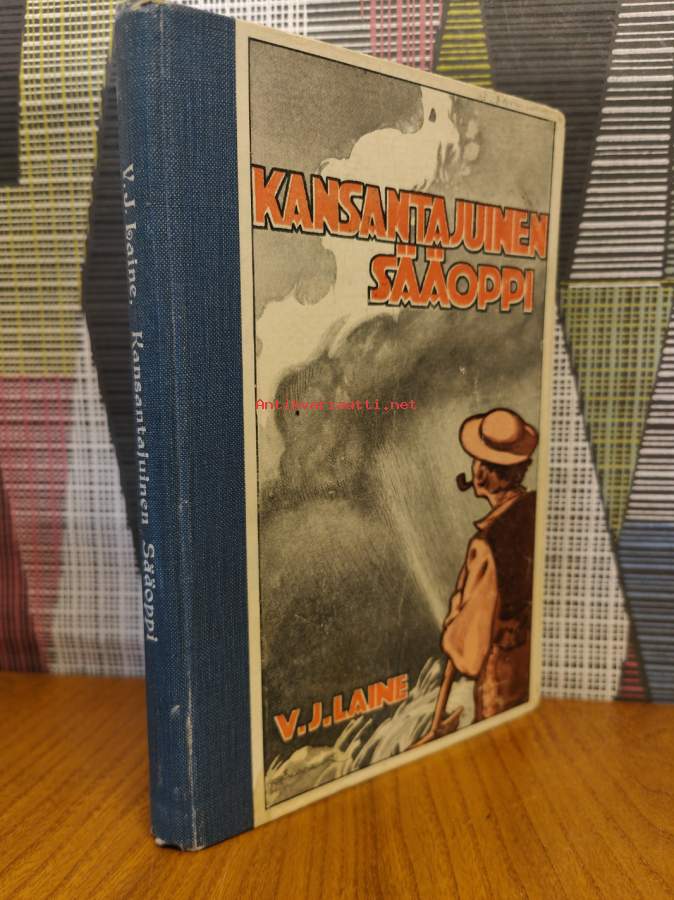 V.J. Laine. Kansantajuinen Sääoppi
KANSANTAJUINEN
SÄÄOPPI
Antikvariaatti.net
V.J. LAINE